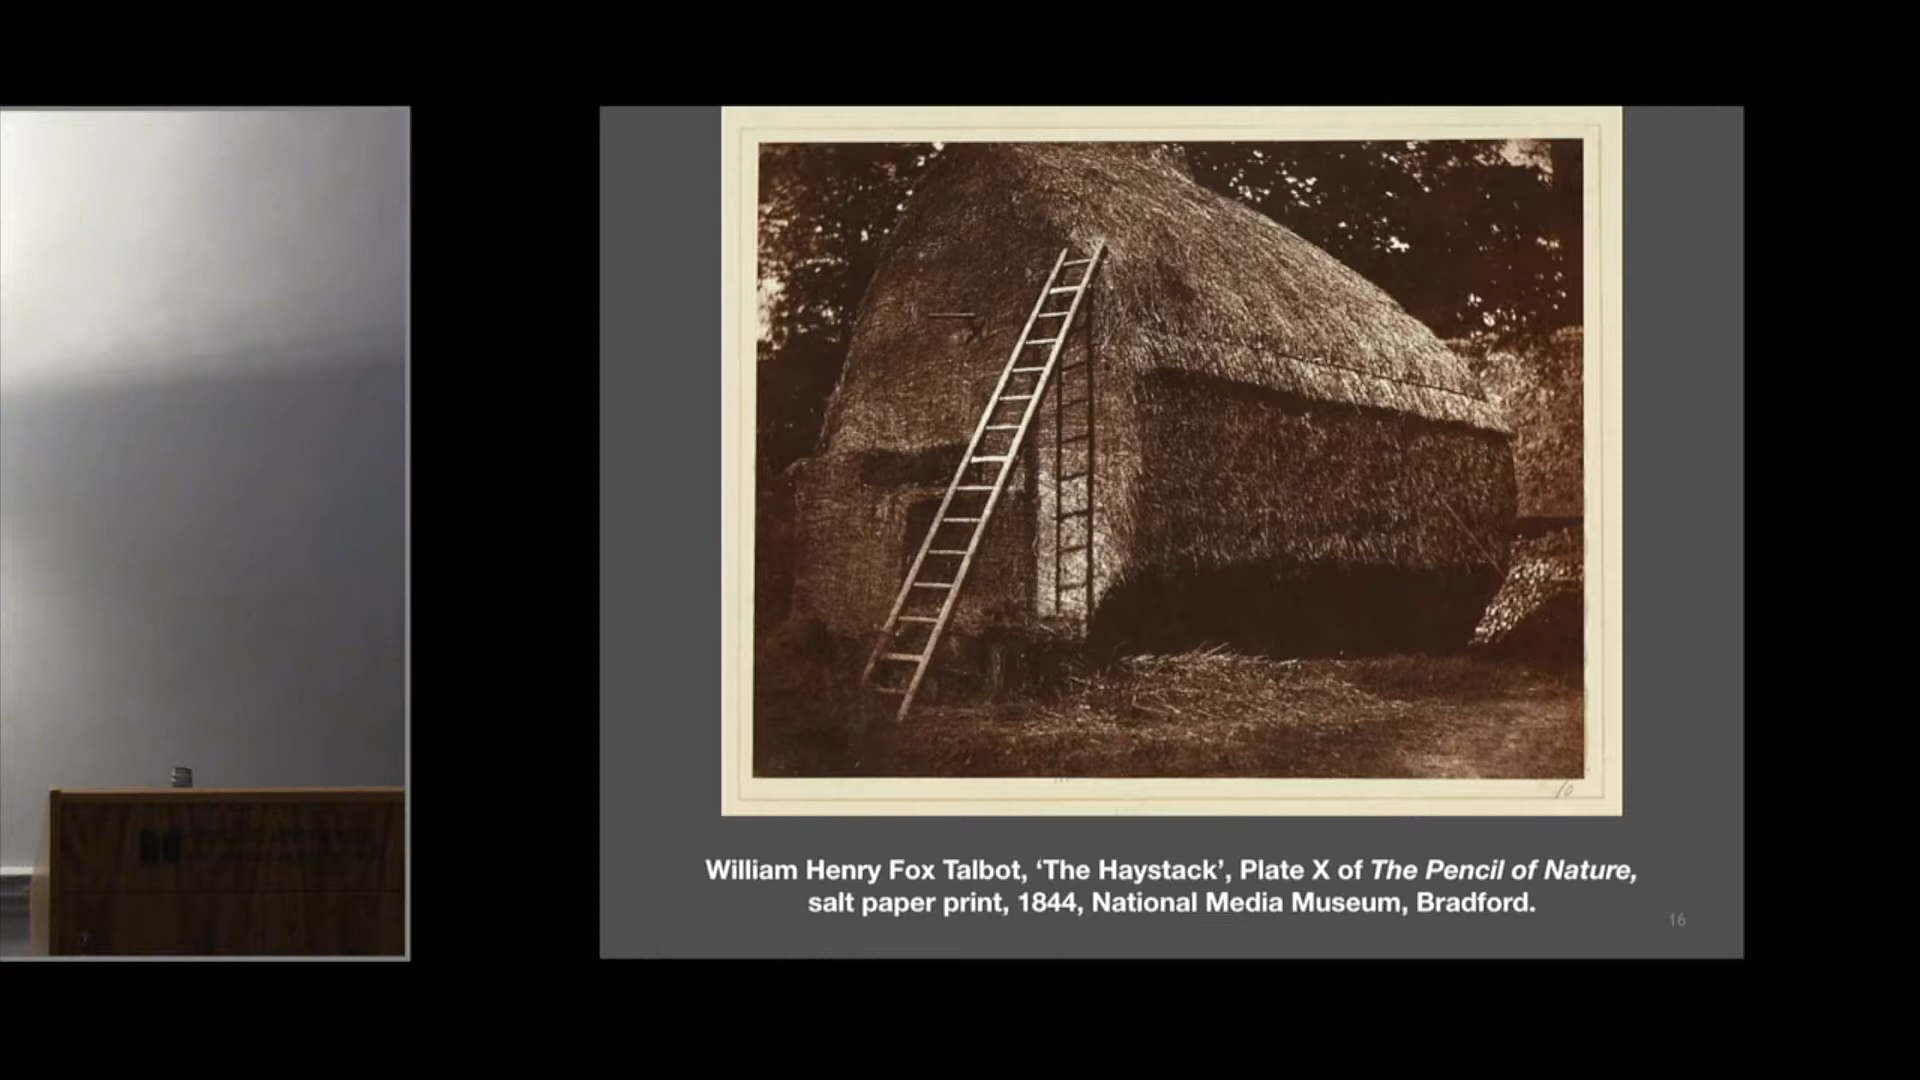 10
William Henry Fox Talbot, ‘The Haystack’, Plate X of The Pencil of Nature,
salt paper print, 1844, National Media Museum, Bradford.
16